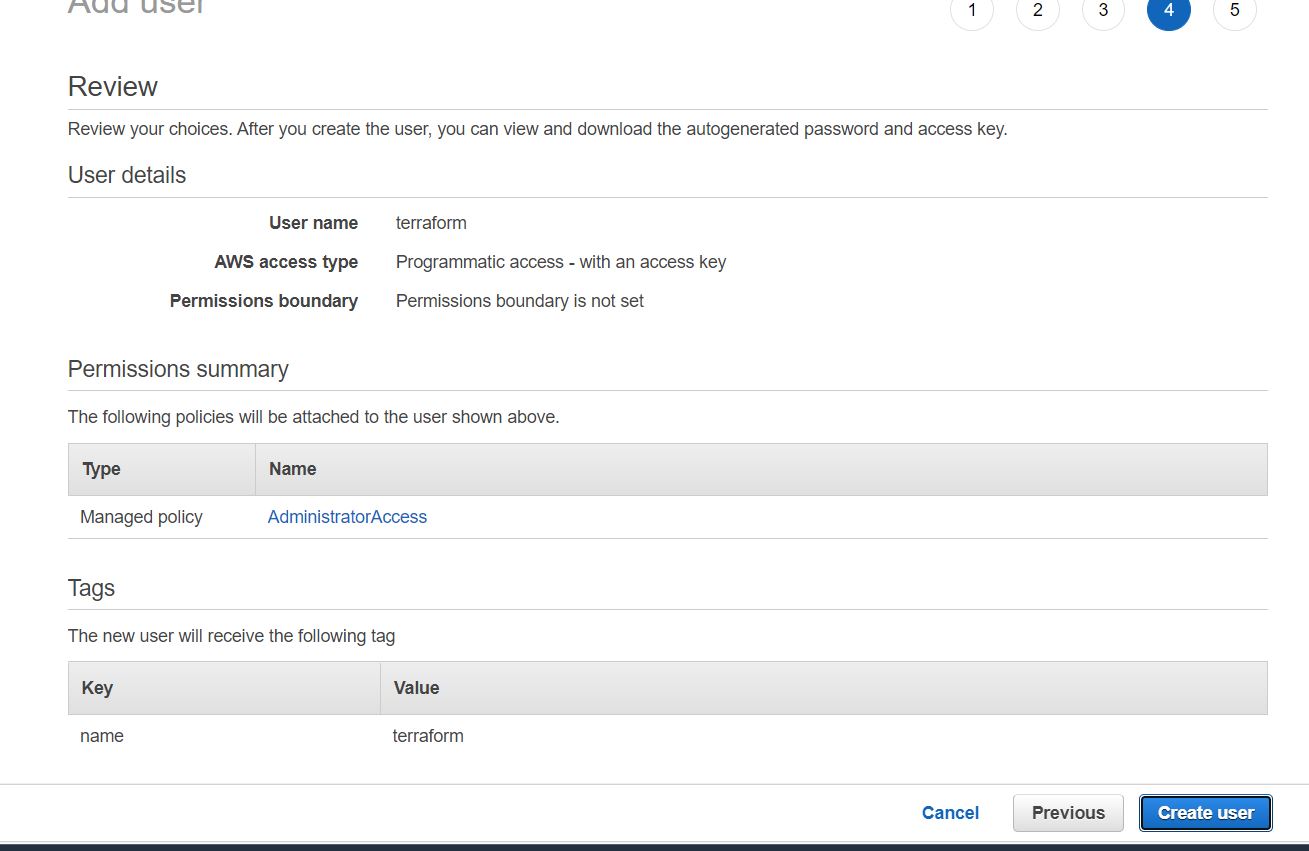 Add user
1 2 3 4 5
Review
Review your choices. After you create the user, you can view and download the autogenerated password and access key.
User details
User name terraform
AWS access type Programmatic access - with an access key
Permissions boundary Permissions boundary is not set
Permissions summary
The following policies will be attached to the user shown above.
Type Name
Managed policy AdministratorAccess
Tags
The new user will receive the following tag
Key Value
name terraform
Cancel Previous Create user